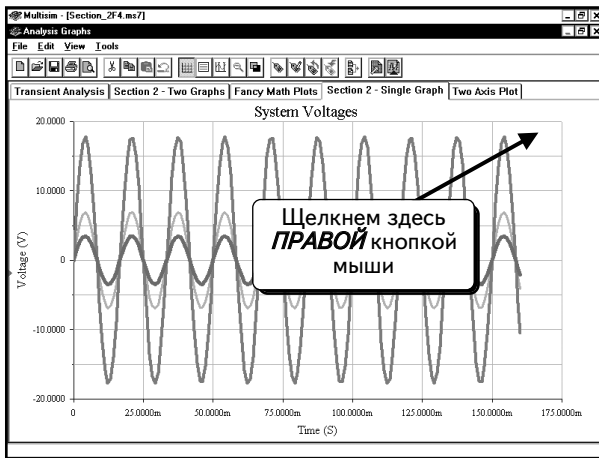 Multisim - [Section_2F4.ms7]
Analysis Graphs
File Edit View Tools
Transient Analysis Section 2 - Two Graphs Fancy Math Plots Section 2 - Single Graph Two Axis Plot
System Voltages
20.0000
10.0000
0
-10.0000
-20.0000
Voltage (V)
Щелкнем здесь
ПРАВОЙ кнопкой
мыши
0 25.0000m 50.0000m 75.0000m 100.0000m 125.0000m 150.0000m 175.0000m
Time (S)